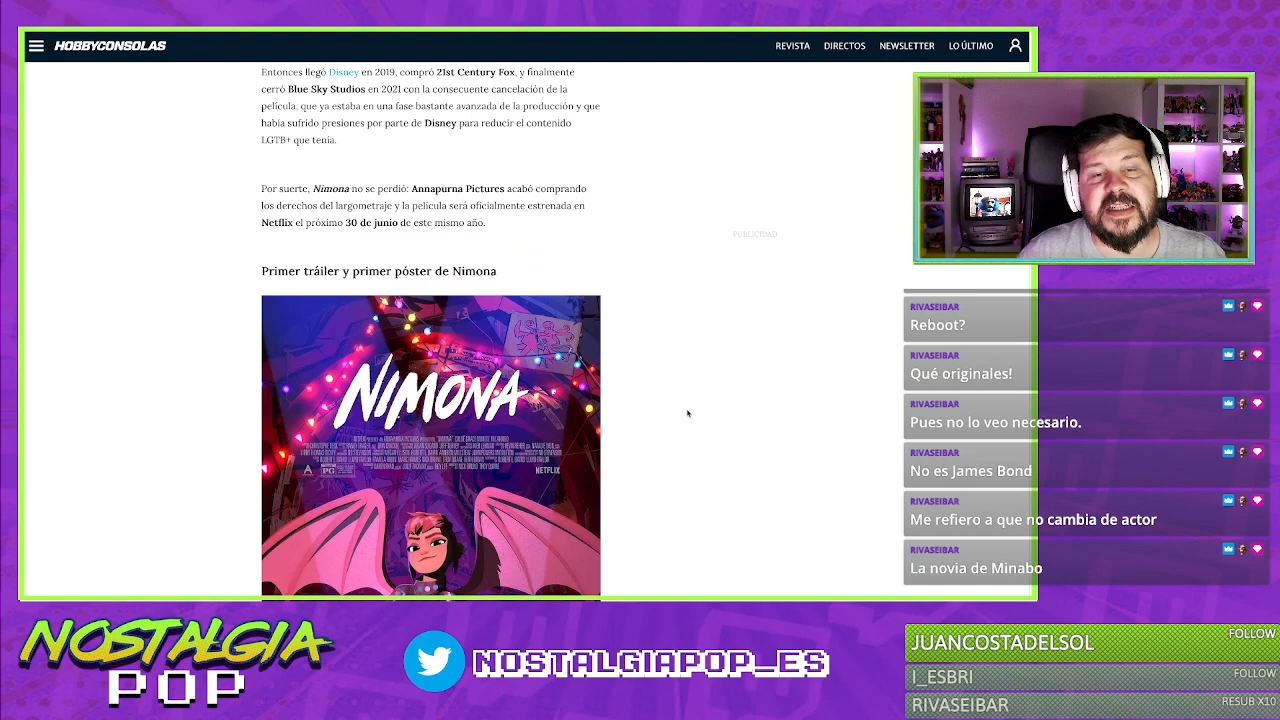 HOBBYCONSOLAS
REVISTA DIRECTOS NEWSLETTER LO ÚLTIMO
Entonces llegó Disney en 2019, compró 21st Century Fox, y finalmente
cerró Blue Sky Studios en 2021 con la consecuente cancelación de la
película, que ya estaba en una fase bastante avanzada de la producción y que
había sufrido presiones por parte de Disney para reducir el contenido
LGTB+ que tenía.
Por suerte, Nimona no se perdió: Annapurna Pictures acabó comprando
los derechos del largometraje y la película será oficialmente estrenada en
Netflix el próximo 30 de junio de este mismo año.
PUBLICIDAD
Primer tráiler y primer póster de Nimona
NIMONA
PG
NETFLIX
RIVASEIBAR
Reboot?
RIVASEIBAR
Qué originales!
RIVASEIBAR
Pues no lo veo necesario.
RIVASEIBAR
No es James Bond
RIVASEIBAR
Me refiero a que no cambia de actor
RIVASEIBAR
La novia de Minabo
NOSTALGIA
POP
NOSTALGIAPOP_ES
JUANCOSTADELSOL FOLLOW
I_ESBRI FOLLOW
RIVASEIBAR RESUB X10